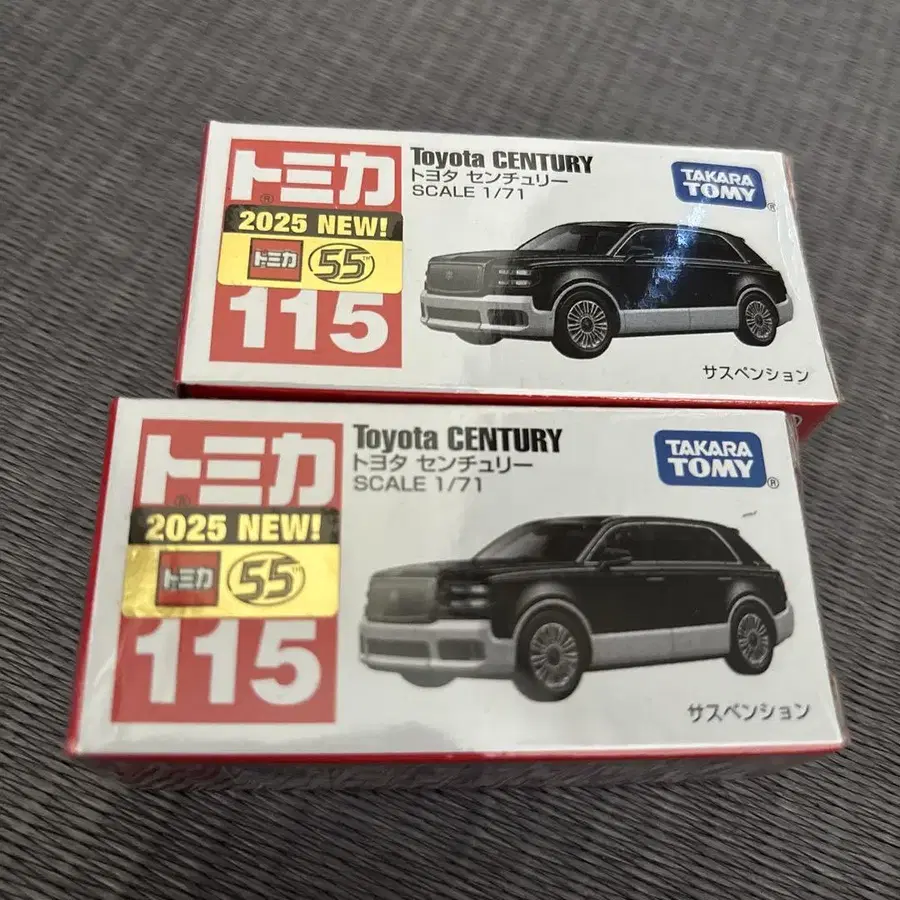 トミカ
®
2025 NEW!
トミカ 55™
115
Toyota CENTURY
トヨタ センチュリー
SCALE 1/71
TAKARA
TOMY®
サスペンション
トミカ
®
2025 NEW!
トミカ 55™
115
Toyota CENTURY
トヨタ センチュリー
SCALE 1/71
TAKARA
TOMY®
サスペンション